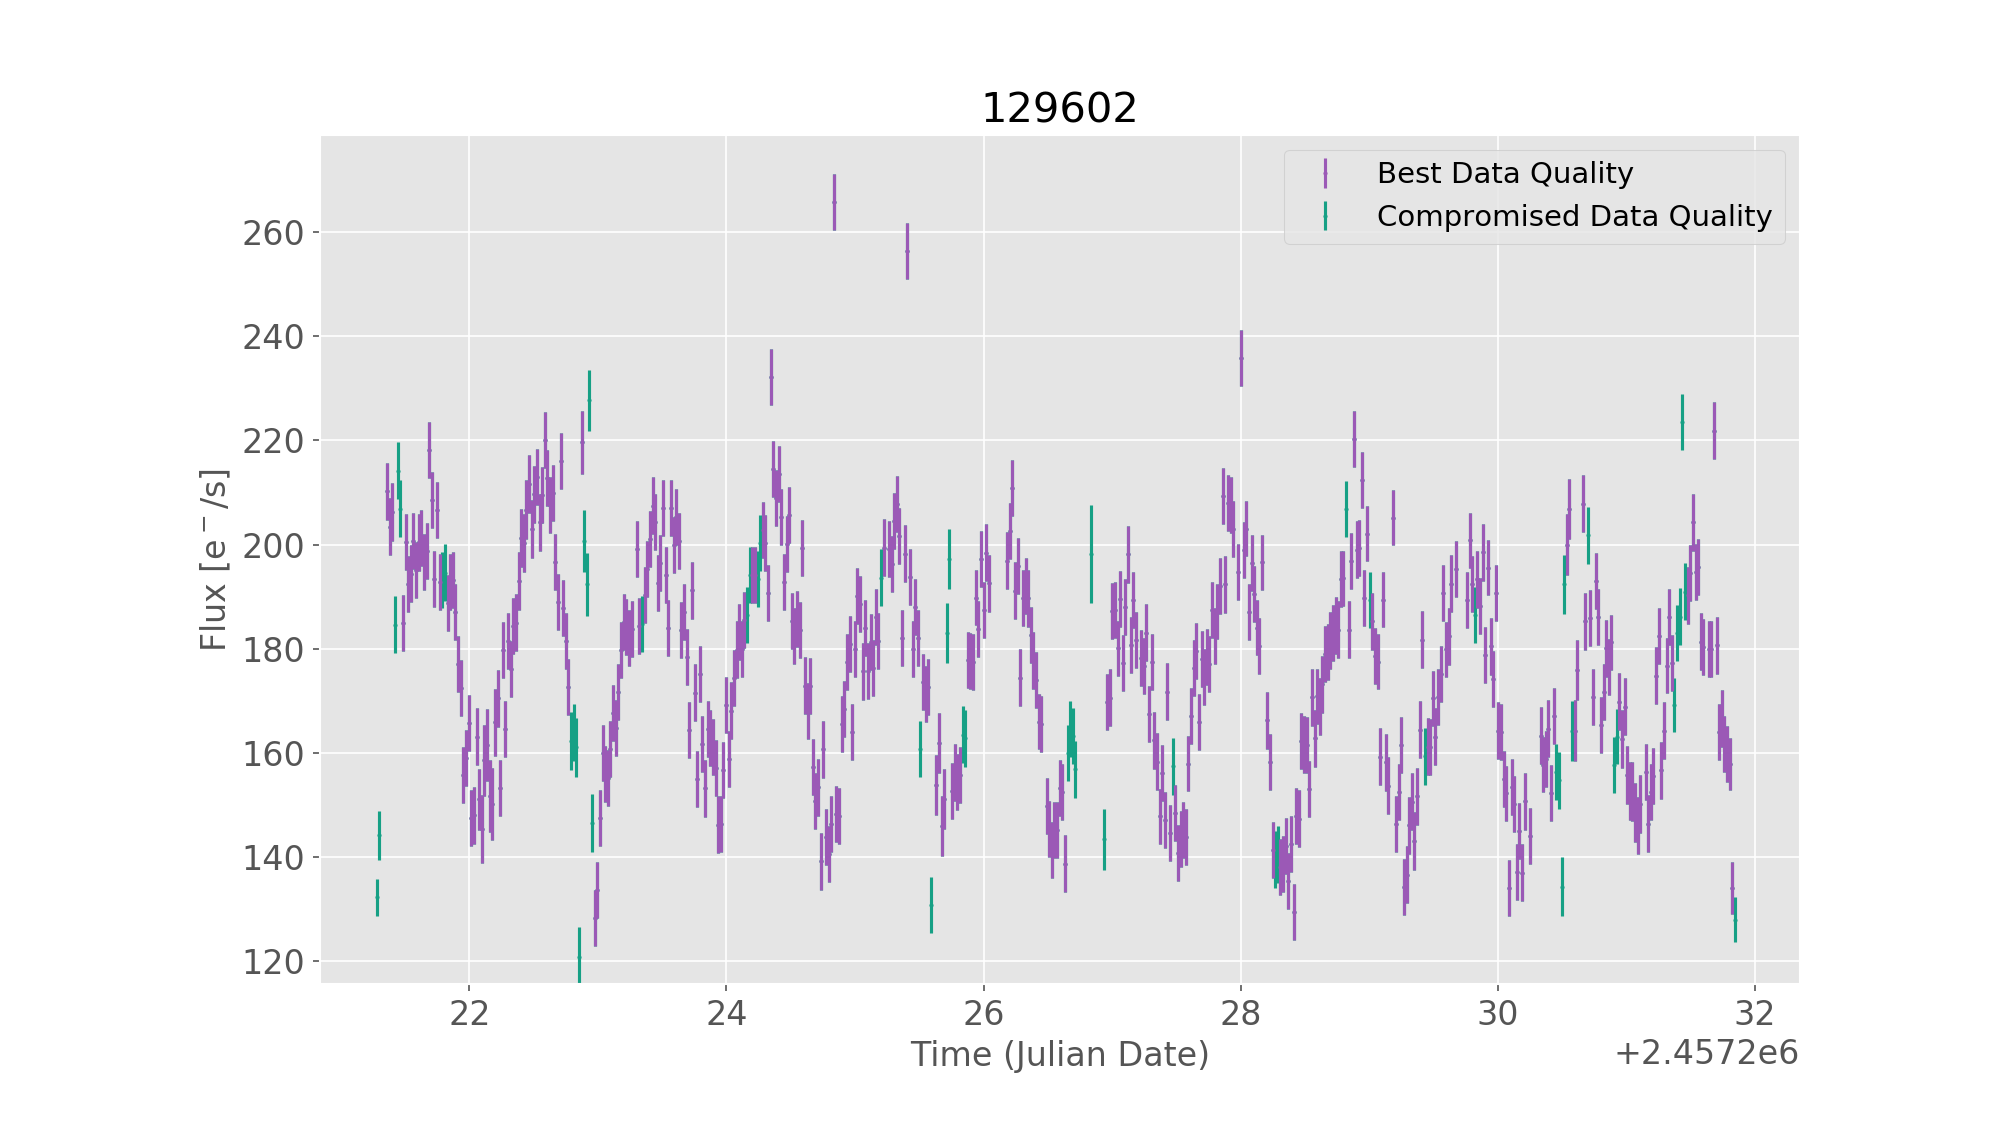 129602
Best Data Quality
Compromised Data Quality
260
240
220
200
180
160
140
120
Flux [e⁻/s]
22 24 26 28 30 32
Time (Julian Date)
+2.4572e6